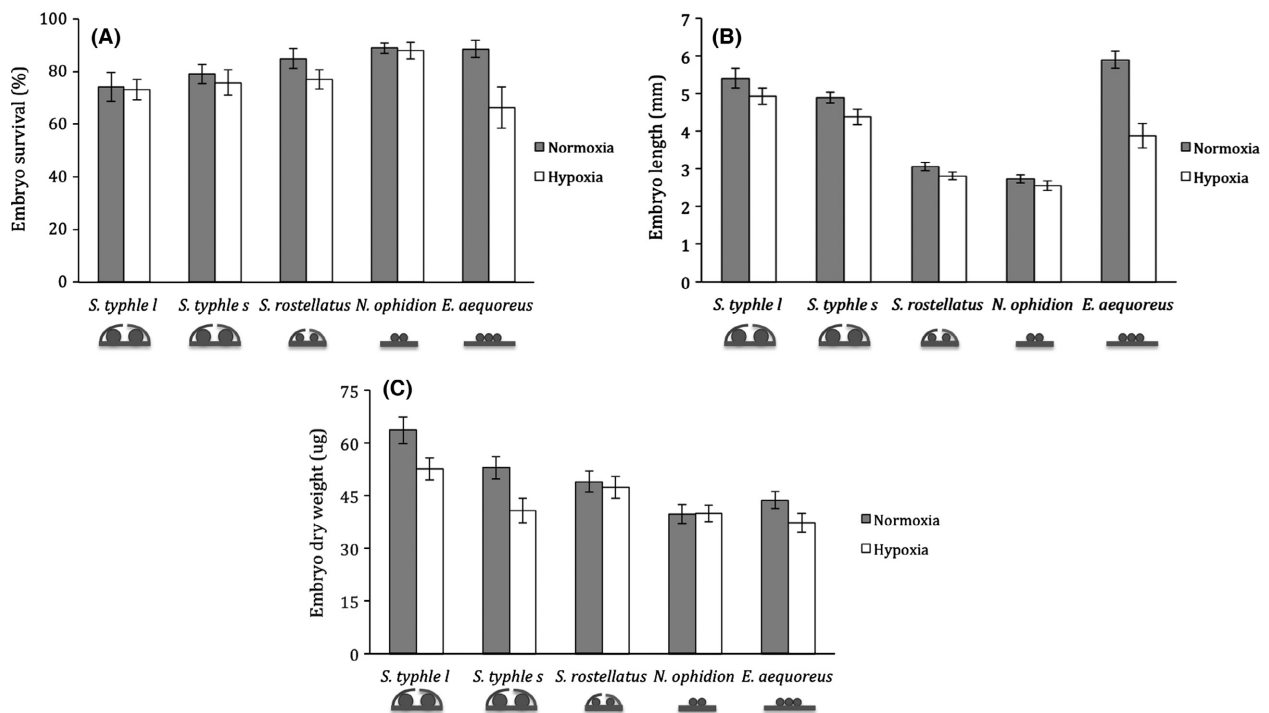 (A)
Embryo survival (%)
100
80
60
40
20
0
S. typhle l S. typhle s S. rostellatus N. ophidion E. aequoreus
Normoxia
Hypoxia
(B)
Embryo length (mm)
7
6
5
4
3
2
1
0
S. typhle l S. typhle s S. rostellatus N. ophidion E. aequoreus
Normoxia
Hypoxia
(C)
Embryo dry weight (ug)
75
60
45
30
15
0
S. typhle l S. typhle s S. rostellatus N. ophidion E. aequoreus
Normoxia
Hypoxia